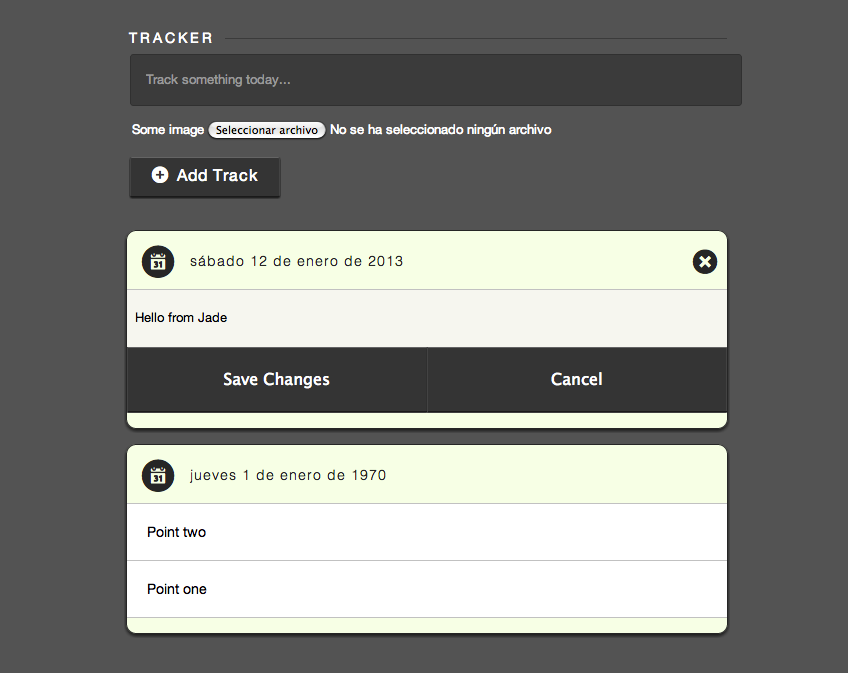 TRACKER
Track something today...
Some image Seleccionar archivo No se ha seleccionado ningún archivo
Add Track
31 sábado 12 de enero de 2013
Hello from Jade
Save Changes Cancel
31 jueves 1 de enero de 1970
Point two
Point one